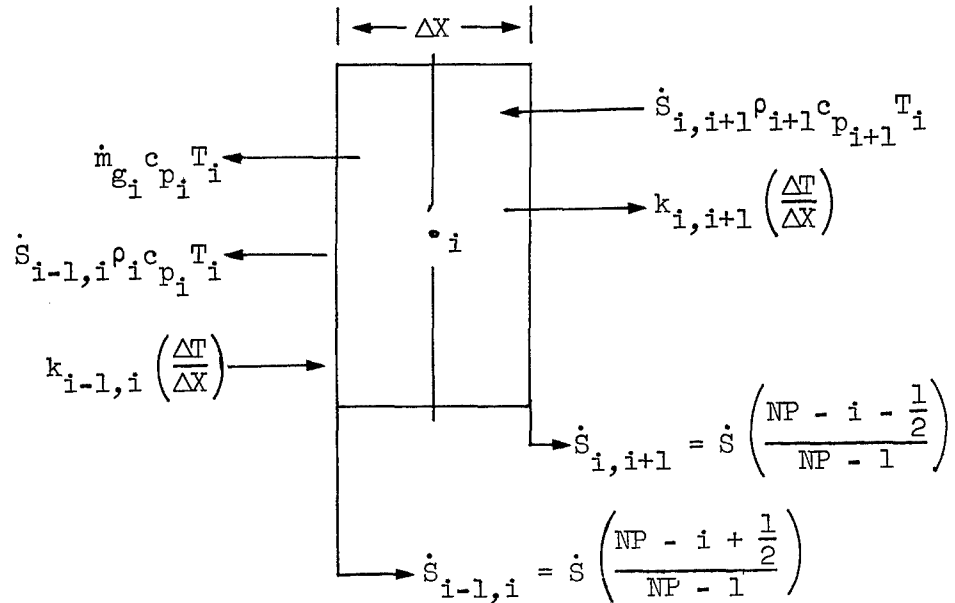 ΔX
Ṡ_{i,i+1} ρ_{i+1} c_{p_{i+1}} T_i
ṁ_{g_i} c_{p_i} T_i
k_{i,i+1} (ΔT/ΔX)
i
Ṡ_{i-1,i} ρ_i c_{p_i} T_i
k_{i-1,i} (ΔT/ΔX)
Ṡ_{i,i+1} = Ṡ ((NP - i - 1/2)/(NP - 1))
Ṡ_{i-1,i} = Ṡ ((NP - i + 1/2)/(NP - 1))